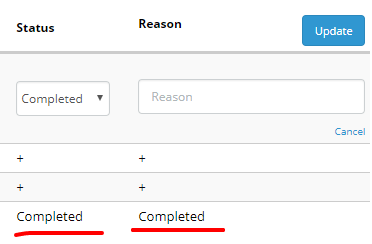 Status Reason Update
Completed Reason
Cancel
+ +
+ +
Completed Completed